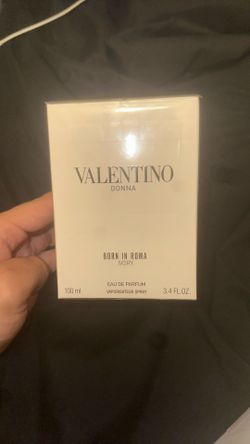 VALENTINO
DONNA
BORN IN ROMA
IVORY
EAU DE PARFUM
VAPORISATEUR SPRAY
100 ml 3.4 FL.OZ.